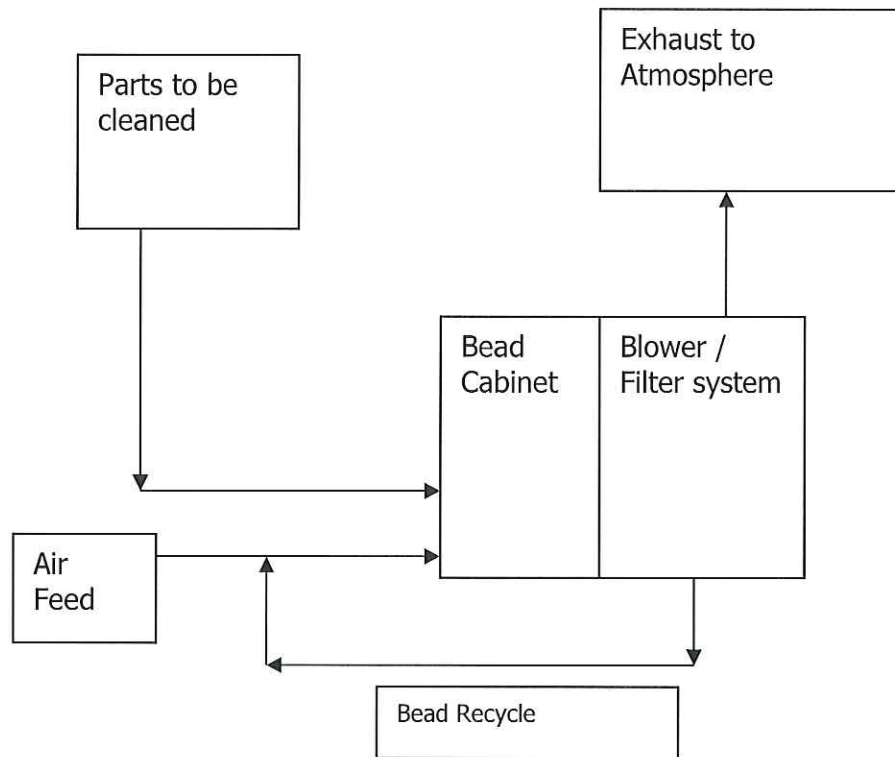 Parts to be
cleaned
Exhaust to
Atmosphere
Bead
Cabinet
Blower /
Filter system
Air
Feed
Bead Recycle